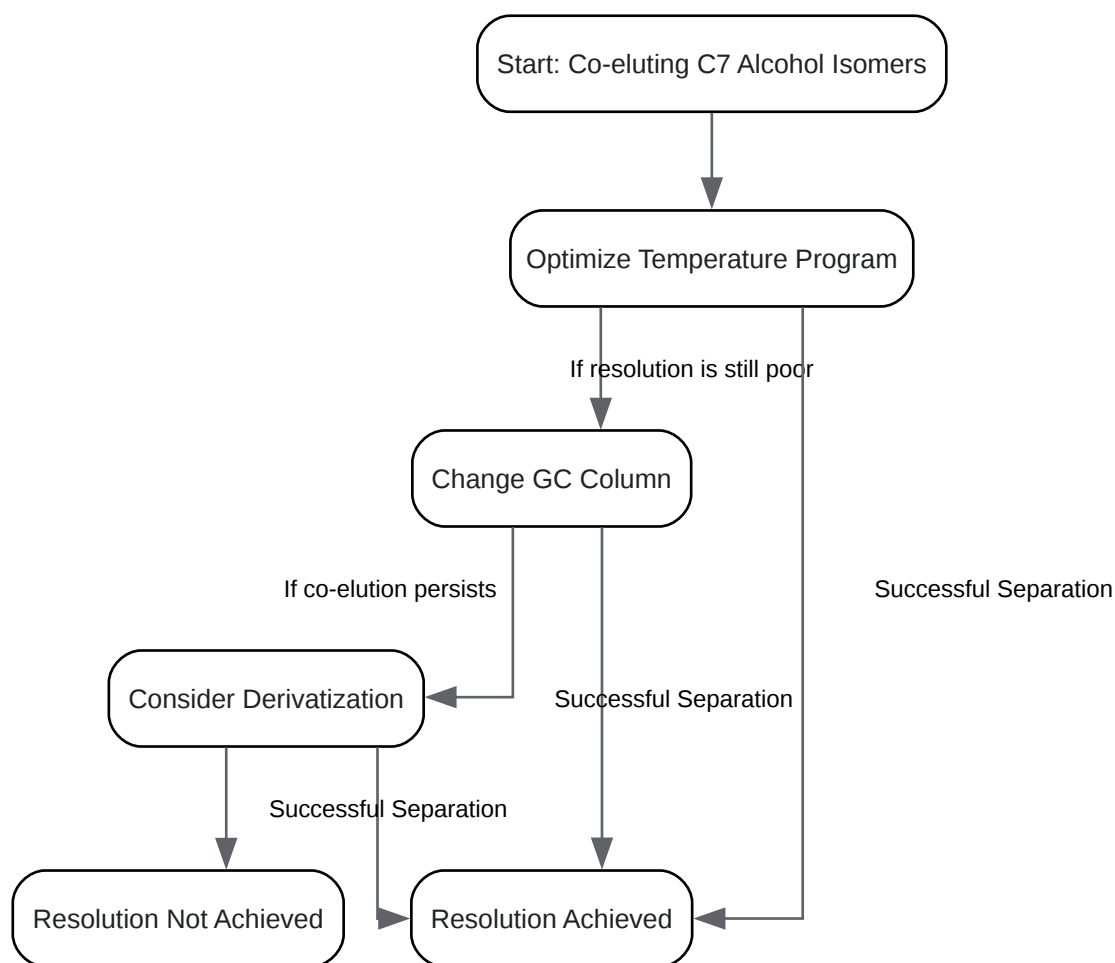 Start: Co-eluting C7 Alcohol Isomers
Optimize Temperature Program
If resolution is still poor
Change GC Column
If co-elution persists
Successful Separation
Consider Derivatization
Successful Separation
Successful Separation
Resolution Not Achieved
Resolution Achieved